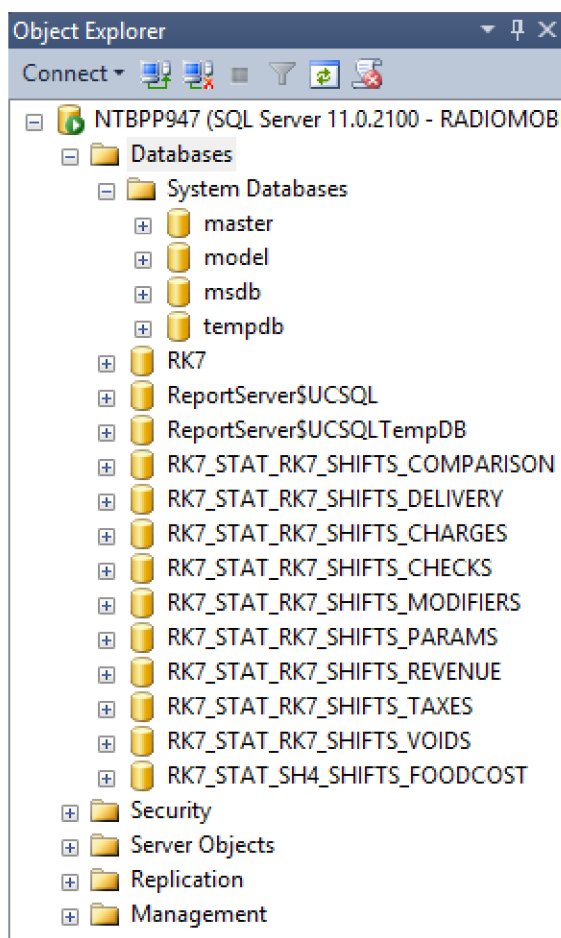 Object Explorer
Connect
NTBPP947 (SQL Server 11.0.2100 - RADIOMOB
Databases
System Databases
master
model
msdb
tempdb
RK7
ReportServer$UCSQL
ReportServer$UCSQLTempDB
RK7_STAT_RK7_SHIFTS_COMPARISON
RK7_STAT_RK7_SHIFTS_DELIVERY
RK7_STAT_RK7_SHIFTS_CHARGES
RK7_STAT_RK7_SHIFTS_CHECKS
RK7_STAT_RK7_SHIFTS_MODIFIERS
RK7_STAT_RK7_SHIFTS_PARAMS
RK7_STAT_RK7_SHIFTS_REVENUE
RK7_STAT_RK7_SHIFTS_TAXES
RK7_STAT_RK7_SHIFTS_VOIDS
RK7_STAT_SH4_SHIFTS_FOODCOST
Security
Server Objects
Replication
Management